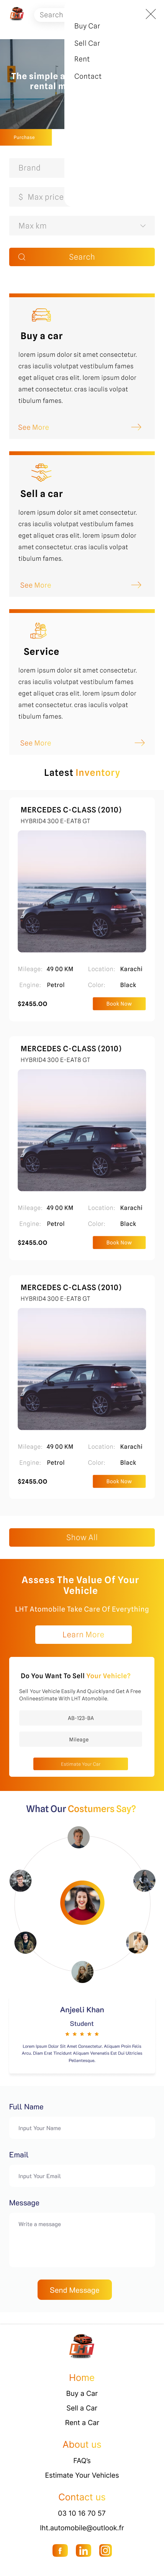 Search
Buy Car
Sell Car
Rent
Contact
The simple a
rental m
Purchase
Brand
$ Max price
Max km
Search
Buy a car
lorem ipsum dolor sit amet consectetur.
cras iaculis volutpat vestibulum fames
eget aliquet cras elit. lorem ipsum dolor
sit amet consectetur. cras iaculis volpat
tibulum fames.
See More
Sell a car
lorem ipsum dolor sit amet consectetur.
cras iaculis volutpat vestibulum fames
eget aliquet cuerat elit. lorem ipsum dolor
amet consectetur. cras iaculis volpat
tibulum fames.
See More
Service
lorem ipsum dolor sit amet consectetur.
cras iaculis volutpat vestibulum fames
eget aliquet cuerat elit. lorem ipsum dolor
amet consectetur. cras iaculis volpat
tibulum fames.
See More
Latest Inventory
MERCEDES C-CLASS (2010)
HYBRID4 300 E-EAT8 GT
Mileage: 49 00 KM Location: Karachi
Engine: Petrol Color: Black
$2455.00 Book Now
MERCEDES C-CLASS (2010)
HYBRID4 300 E-EAT8 GT
Mileage: 49 00 KM Location: Karachi
Engine: Petrol Color: Black
$2455.00 Book Now
MERCEDES C-CLASS (2010)
HYBRID4 300 E-EAT8 GT
Mileage: 49 00 KM Location: Karachi
Engine: Petrol Color: Black
$2455.00 Book Now
Show All
Assess The Value Of Your
Vehicle
LHT Atomobile Take Care Of Everything
Learn More
Do You Want To Sell Your Vehicle?
Sell Your Vehicle Easily And Quicklyand Get A Free
Onlineestimate With LHT Atomobile.
AB-123-BA
Mileage
Estimate Your Car
What Our Costumers Say?
Anjeeli Khan
Student
Lorem Ipsum Dolor Sit Amet Consectetur. Aliquam Proin Felis
Arcu. Diam Erat Tincidunt Aliquam Venenatis Est Dui Ultricies
Pellentesque.
Full Name
Input Your Name
Email
Input Your Email
Message
Write a message
Send Message
Home
Buy a Car
Sell a Car
Rent a Car
About us
FAQ's
Estimate Your Vehicles
Contact us
03 10 16 70 57
lht.automobile@outlook.fr